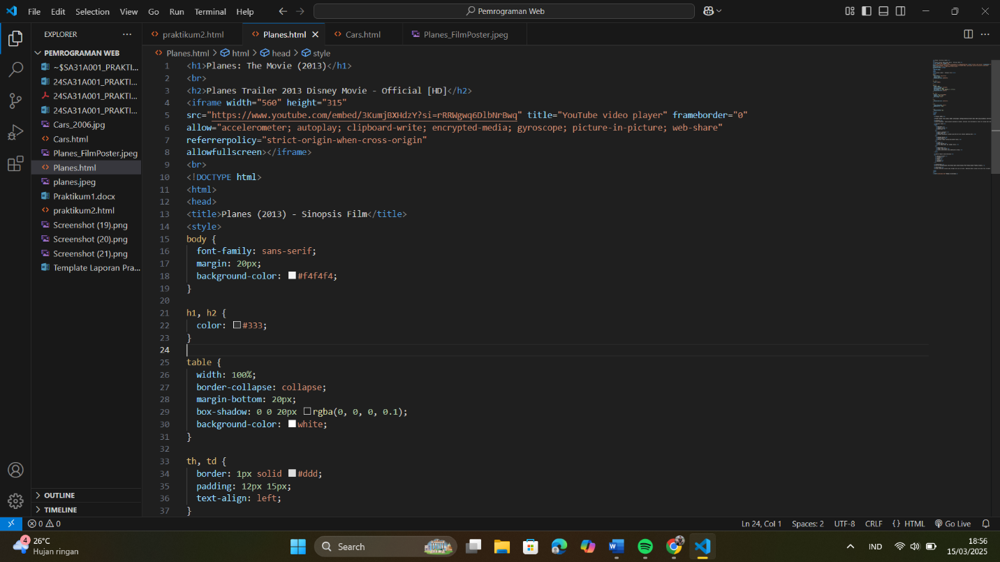 File Edit Selection View Go Run Terminal Help
Pemrograman Web
EXPLORER
praktikum2.html
Planes.html
Cars.html
Planes_FilmPoster.jpeg
PEMROGRAMAN WEB
~$SA31A001_PRAKTI...
24SA31A001_PRAKTI...
24SA31A001_PRAKTI...
24SA31A001_PRAKTI...
Cars_2006.jpg
Cars.html
Planes_FilmPoster.jpeg
Planes.html
planes.jpeg
Praktikum1.docx
praktikum2.html
Screenshot (19).png
Screenshot (20).png
Screenshot (21).png
Template Laporan Pra...
OUTLINE
TIMELINE
Planes.html > html > head > style
1 <h1>Planes: The Movie (2013)</h1>
2 <br>
3 <h2>Planes Trailer 2013 Disney Movie - Official [HD]</h2>
4 <iframe width="560" height="315"
5 src="https://www.youtube.com/embed/3KumjBXHdzY?si=rRRWgwq6DlbNrBwq" title="YouTube video player" frameborder="0"
6 allow="accelerometer; autoplay; clipboard-write; encrypted-media; gyroscope; picture-in-picture; web-share"
7 referrerpolicy="strict-origin-when-cross-origin"
8 allowfullscreen></iframe>
9 <br>
10 <!DOCTYPE html>
11 <html>
12 <head>
13 <title>Planes (2013) - Sinopsis Film</title>
14 <style>
15 body {
16 font-family: sans-serif;
17 margin: 20px;
18 background-color: #f4f4f4;
19 }
20
21 h1, h2 {
22 color: #333;
23 }
24
25 table {
26 width: 100%;
27 border-collapse: collapse;
28 margin-bottom: 20px;
29 box-shadow: 0 0 20px rgba(0, 0, 0, 0.1);
30 background-color: white;
31 }
32
33 th, td {
34 border: 1px solid #ddd;
35 padding: 12px 15px;
36 text-align: left;
37 }
0 0
Ln 24, Col 1 Spaces: 2 UTF-8 CRLF {} HTML Go Live
4
26°C
Hujan ringan
Search
IND
18:56
15/03/2025